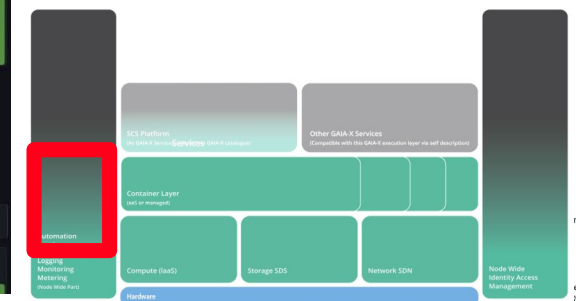 SCS Platform
Other GAIA-X Services
(Compatible with this GAIA-X execution layer via self description)
Container Layer
(aaS or managed)
Automation
Logging
Monitoring
Metering
(Node Wide Part)
Compute (IaaS)
Storage SDS
Network SDN
Node Wide
Identity Access
Management
Hardware